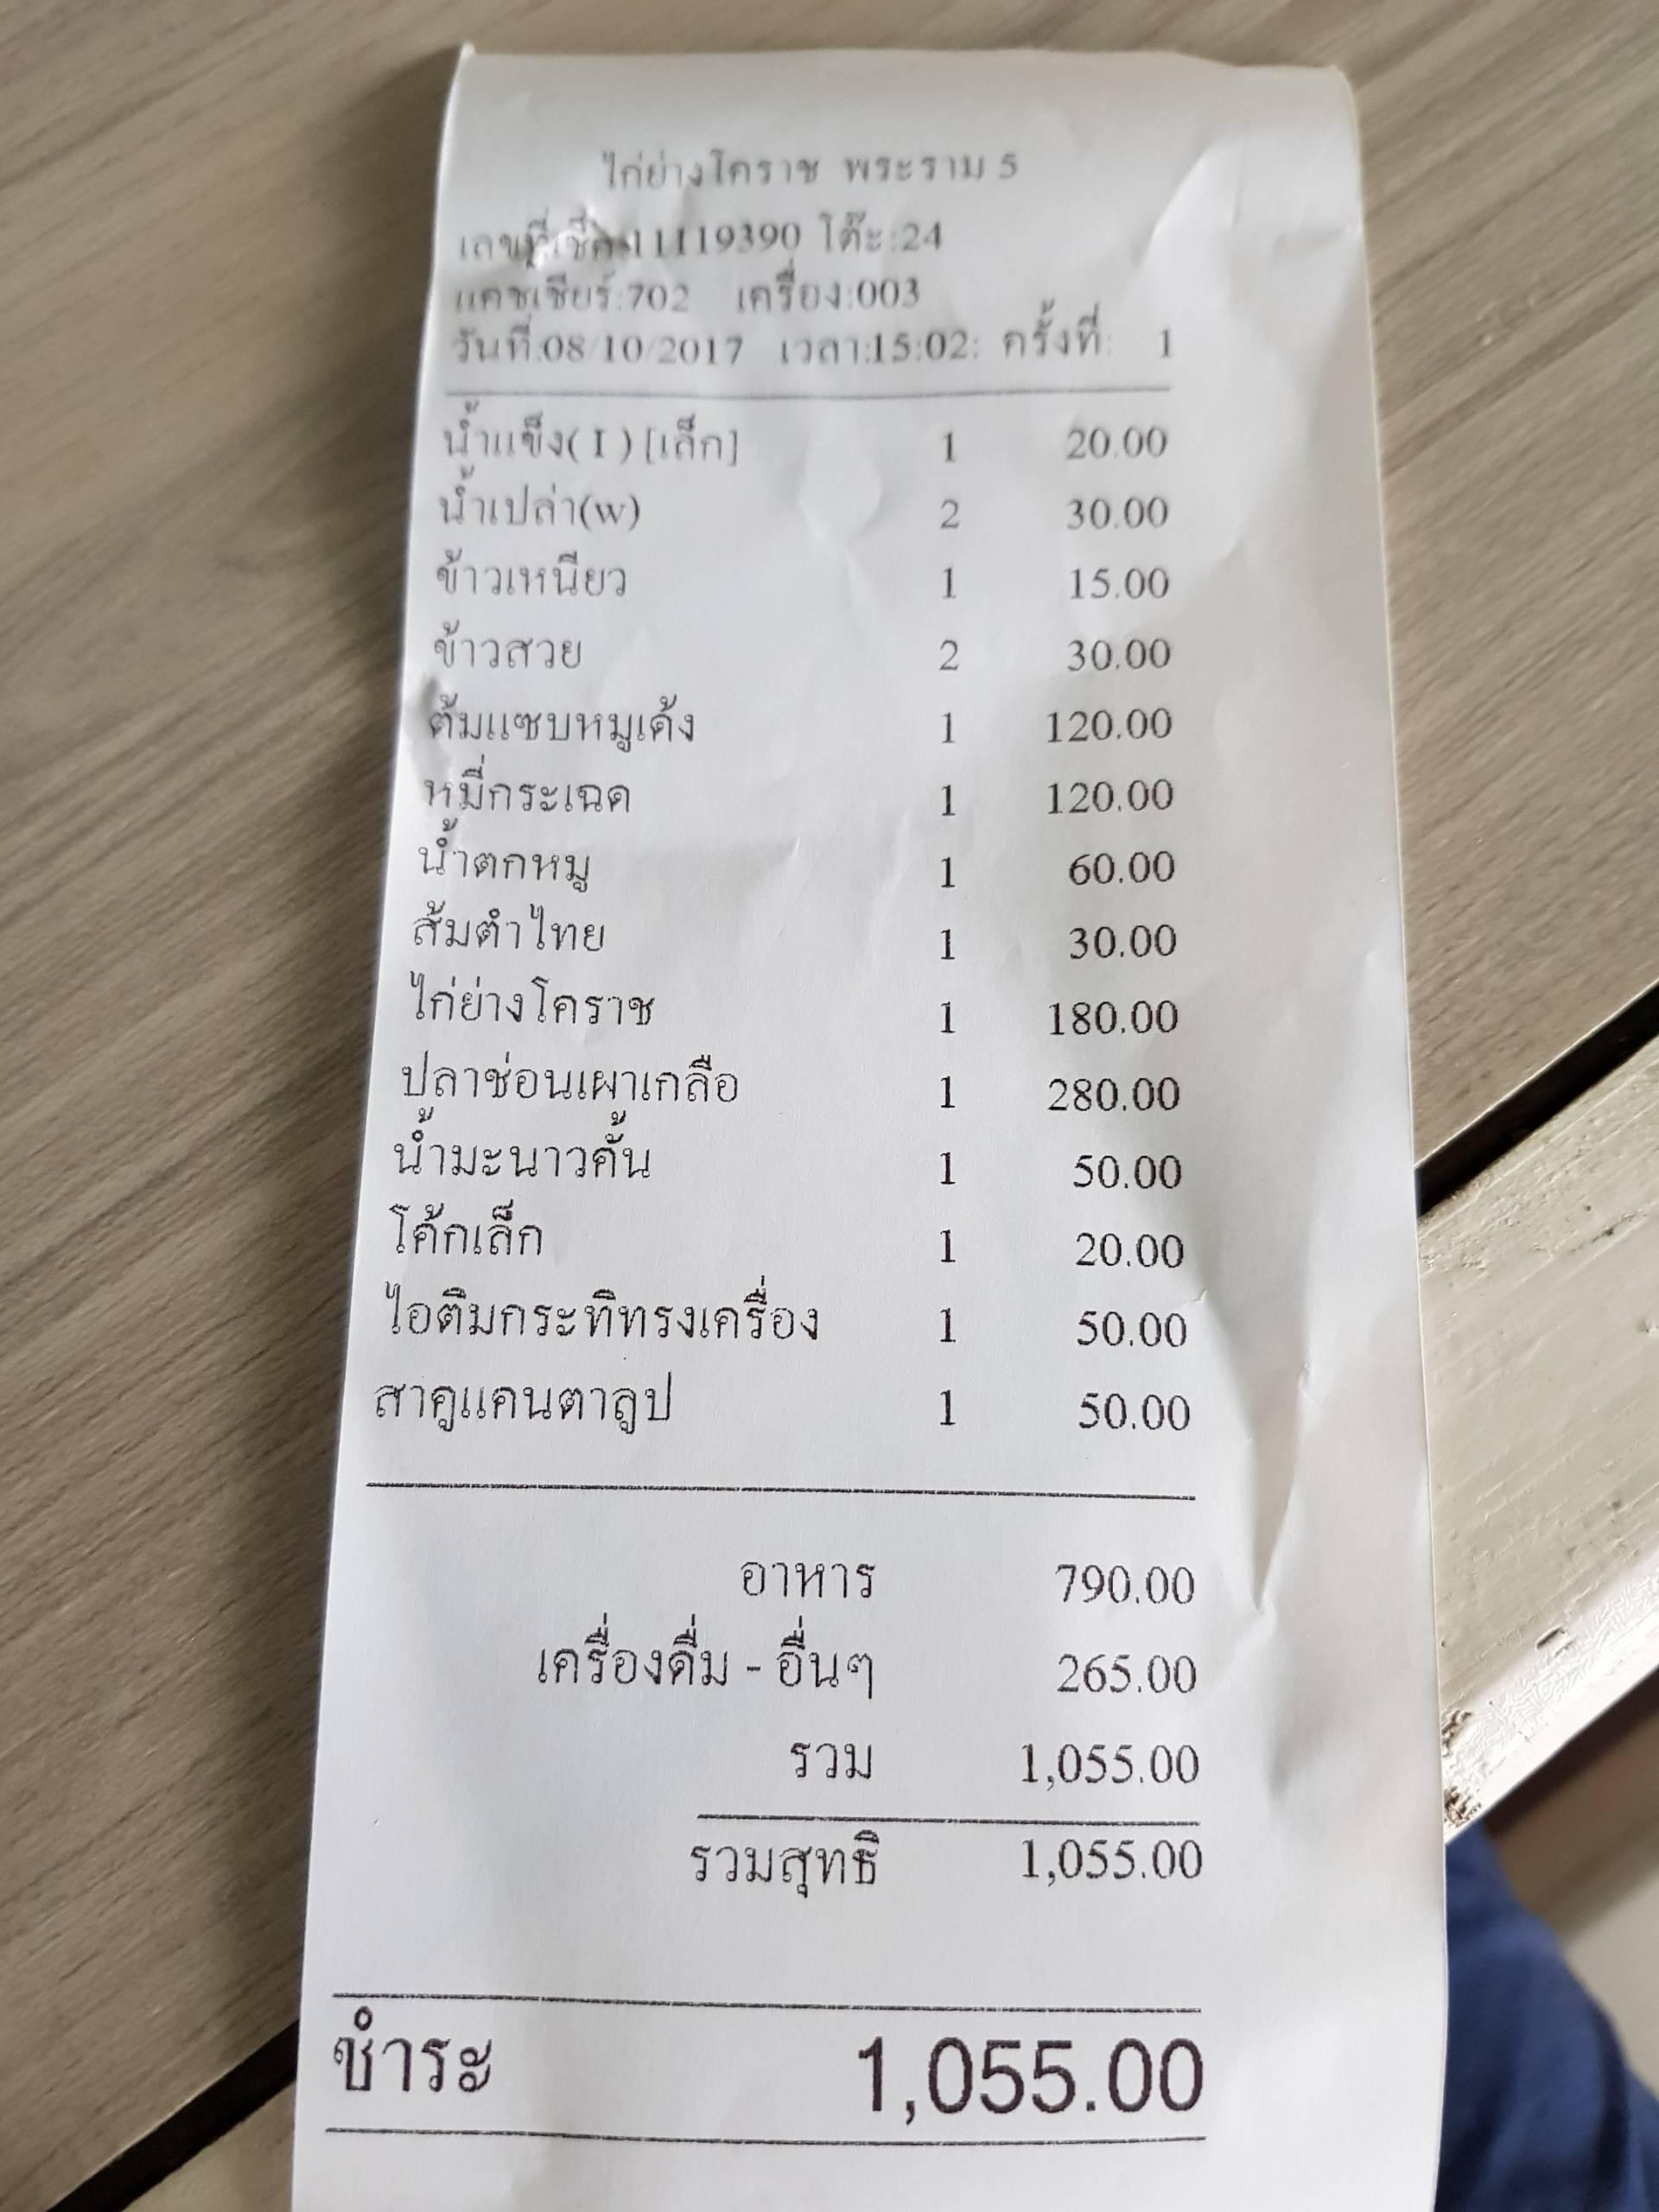 ไก่ย่างโคราช พระราม 5
เลขที่เช็ค:11119390 โต๊ะ:24
แคชเชียร์:702 เครื่อง:003
วันที่:08/10/2017 เวลา:15:02: ครั้งที่: 1
น้ำแข็ง( I ) [เล็ก] 1 20.00
น้ำเปล่า(w) 2 30.00
ข้าวเหนียว 1 15.00
ข้าวสวย 2 30.00
ต้มแซบหมูเด้ง 1 120.00
หมี่กระเฉด 1 120.00
น้ำตกหมู 1 60.00
ส้มตำไทย 1 30.00
ไก่ย่างโคราช 1 180.00
ปลาช่อนเผาเกลือ 1 280.00
น้ำมะนาวคั้น 1 50.00
โค้กเล็ก 1 20.00
ไอติมกระทิทรงเครื่อง 1 50.00
สาคูแคนตาลูป 1 50.00
อาหาร 790.00
เครื่องดื่ม - อื่นๆ 265.00
รวม 1,055.00
รวมสุทธิ 1,055.00
ชำระ 1,055.00